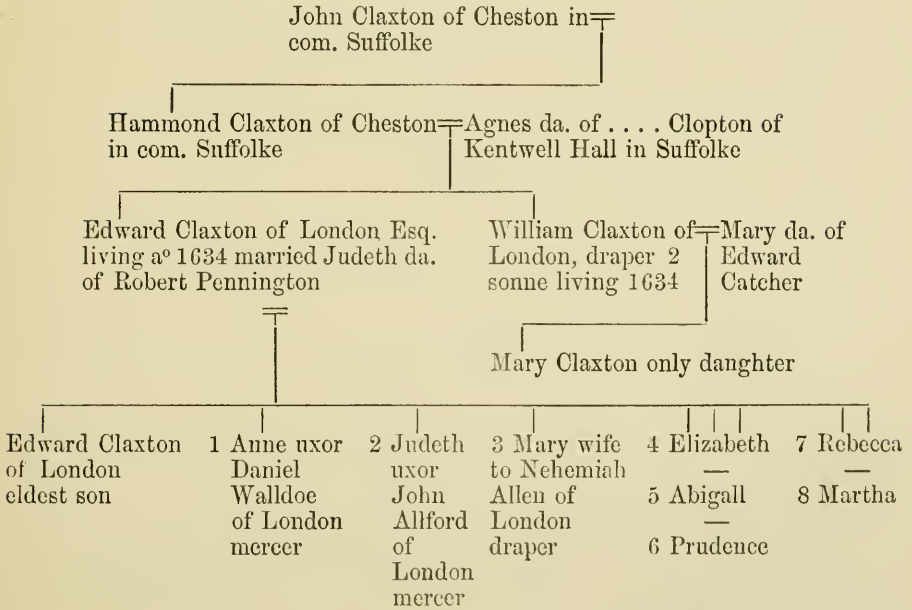 John Claxton of Cheston in
com. Suffolke
Hammond Claxton of Cheston
in com. Suffolke
Agnes da. of . . . . Clopton of
Kentwell Hall in Suffolke
Edward Claxton of London Esq.
living aº 1634 married Judeth da.
of Robert Pennington
William Claxton of
London, draper 2
sonne living 1634
Mary da. of
Edward
Catcher
Mary Claxton only daughter
Edward Claxton
of London
eldest son
1 Anne uxor
Daniel
Walldoe
of London
mercer
2 Judeth
uxor
John
Allford
of
London
mercer
3 Mary wife
to Nehemiah
Allen of
London
draper
4 Elizabeth
—
5 Abigall
—
6 Prudence
7 Rebecca
—
8 Martha